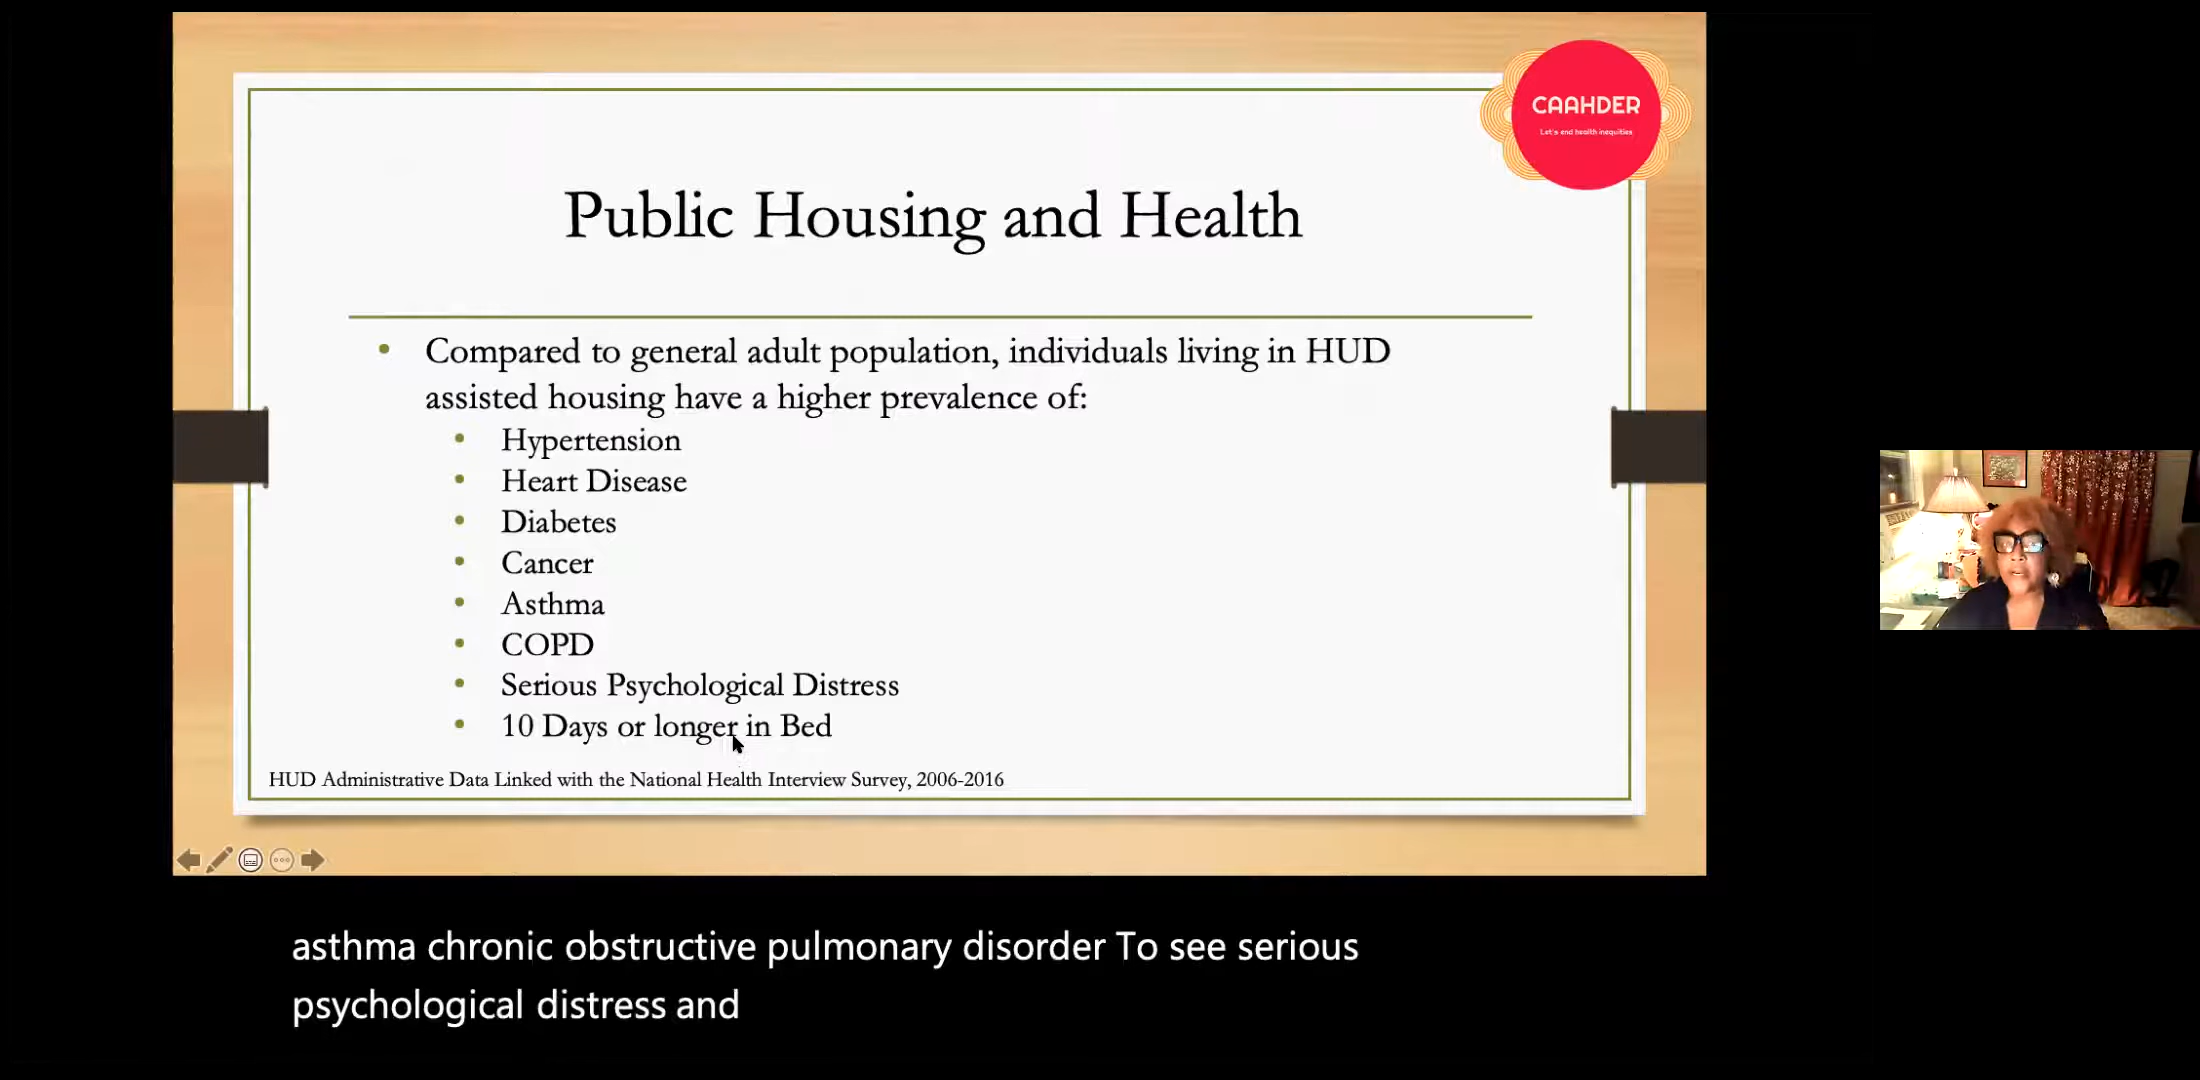 CAAHDER
Let's end health inequities
Public Housing and Health
Compared to general adult population, individuals living in HUD
assisted housing have a higher prevalence of:
Hypertension
Heart Disease
Diabetes
Cancer
Asthma
COPD
Serious Psychological Distress
10 Days or longer in Bed
HUD Administrative Data Linked with the National Health Interview Survey, 2006-2016
asthma chronic obstructive pulmonary disorder To see serious
psychological distress and